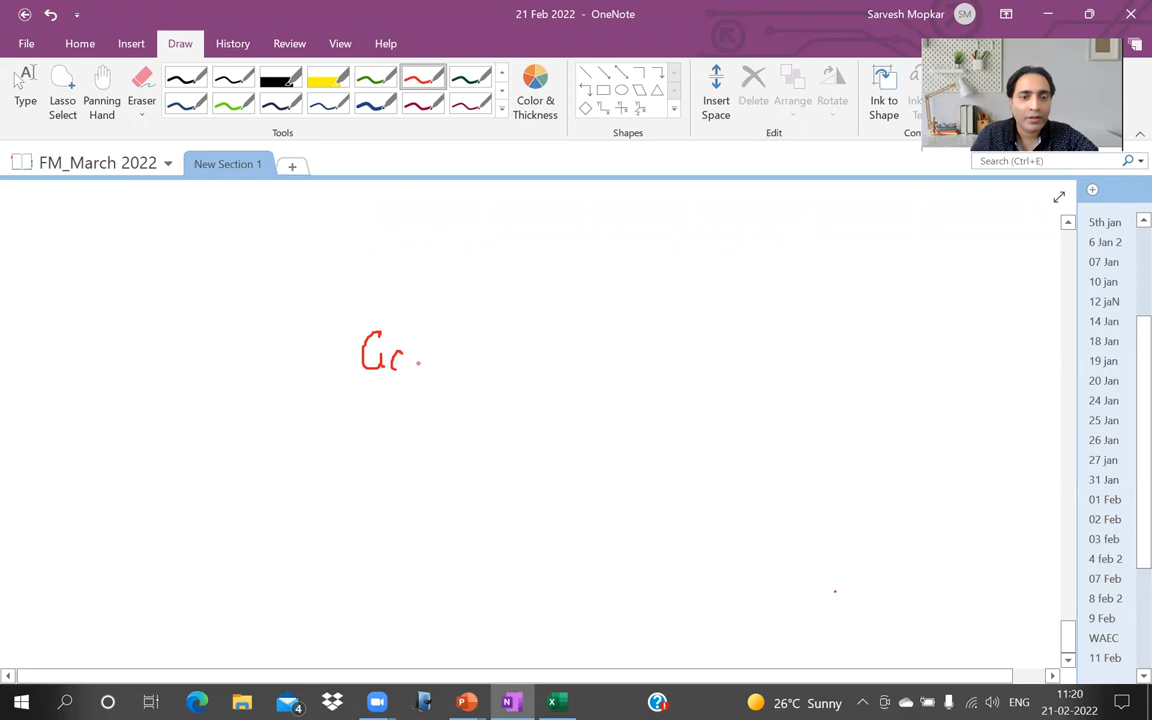 21 Feb 2022 - OneNote
Sarvesh Mopkar SM
File Home Insert Draw History Review View Help
Type Lasso Select Panning Hand Eraser Color & Thickness Insert Space Delete Arrange Rotate Ink to Shape
Tools Shapes Edit
FM_March 2022 New Section 1
Search (Ctrl+E)
5th jan
6 Jan 2
07 Jan
10 jan
12 jaN
14 Jan
18 Jan
19 jan
20 Jan
24 Jan
25 Jan
26 Jan
27 jan
31 Jan
01 Feb
02 Feb
03 feb
4 feb 2
07 Feb
8 feb 2
9 Feb
WAEC
11 Feb
Gr
4
26°C Sunny
ENG
11:20
21-02-2022